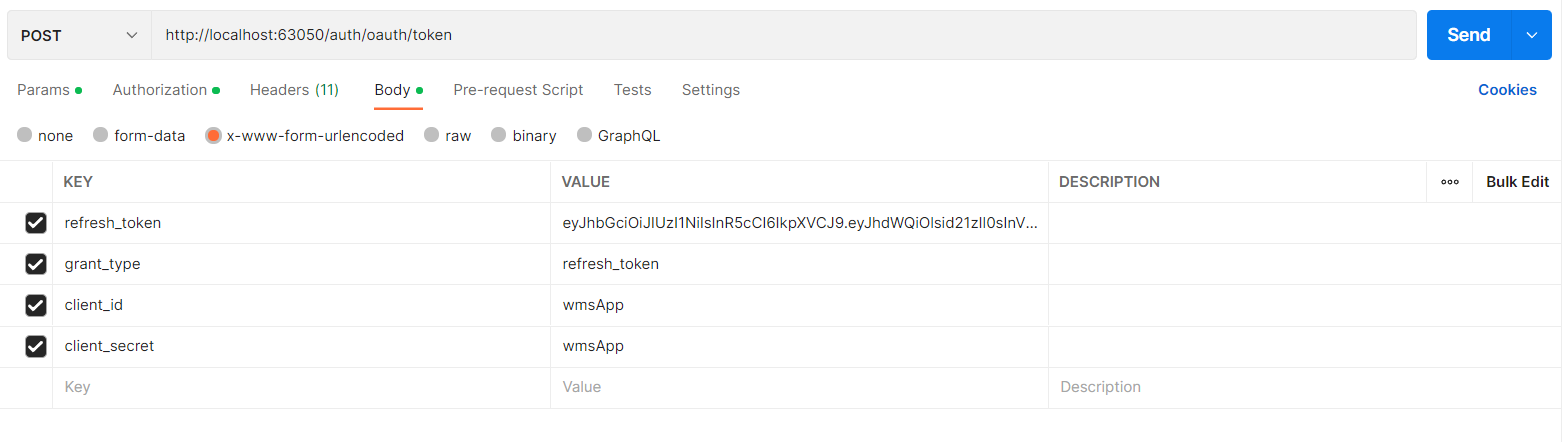 POST http://localhost:63050/auth/oauth/token Send
Params Authorization Headers (11) Body Pre-request Script Tests Settings Cookies
none form-data x-www-form-urlencoded raw binary GraphQL
KEY VALUE DESCRIPTION ooo Bulk Edit
refresh_token eyJhbGciOiJIUzI1NiIsInR5cCI6IkpXVCJ9.eyJhdWQiOlsid21zIl0sInV...
grant_type refresh_token
client_id wmsApp
client_secret wmsApp
Key Value Description